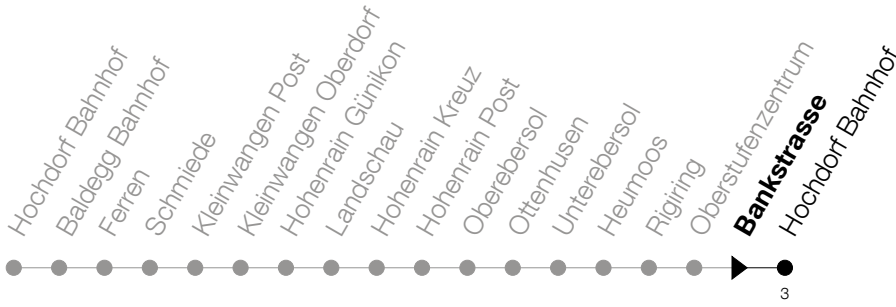 Hochdorf Bahnhof
Baldegg Bahnhof
Ferren
Schmiede
Kleinwangen Post
Kleinwangen Oberdorf
Hohenrain Günikon
Landschau
Hohenrain Kreuz
Hohenrain Post
Oberebersol
Ottenhusen
Unterebersol
Heumoos
Rigiring
Oberstufenzentrum
Bankstrasse
Hochdorf Bahnhof
3